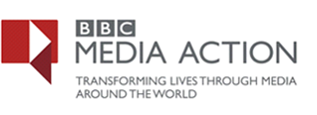 BBC
MEDIA ACTION
TRANSFORMING LIVES THROUGH MEDIA
AROUND THE WORLD